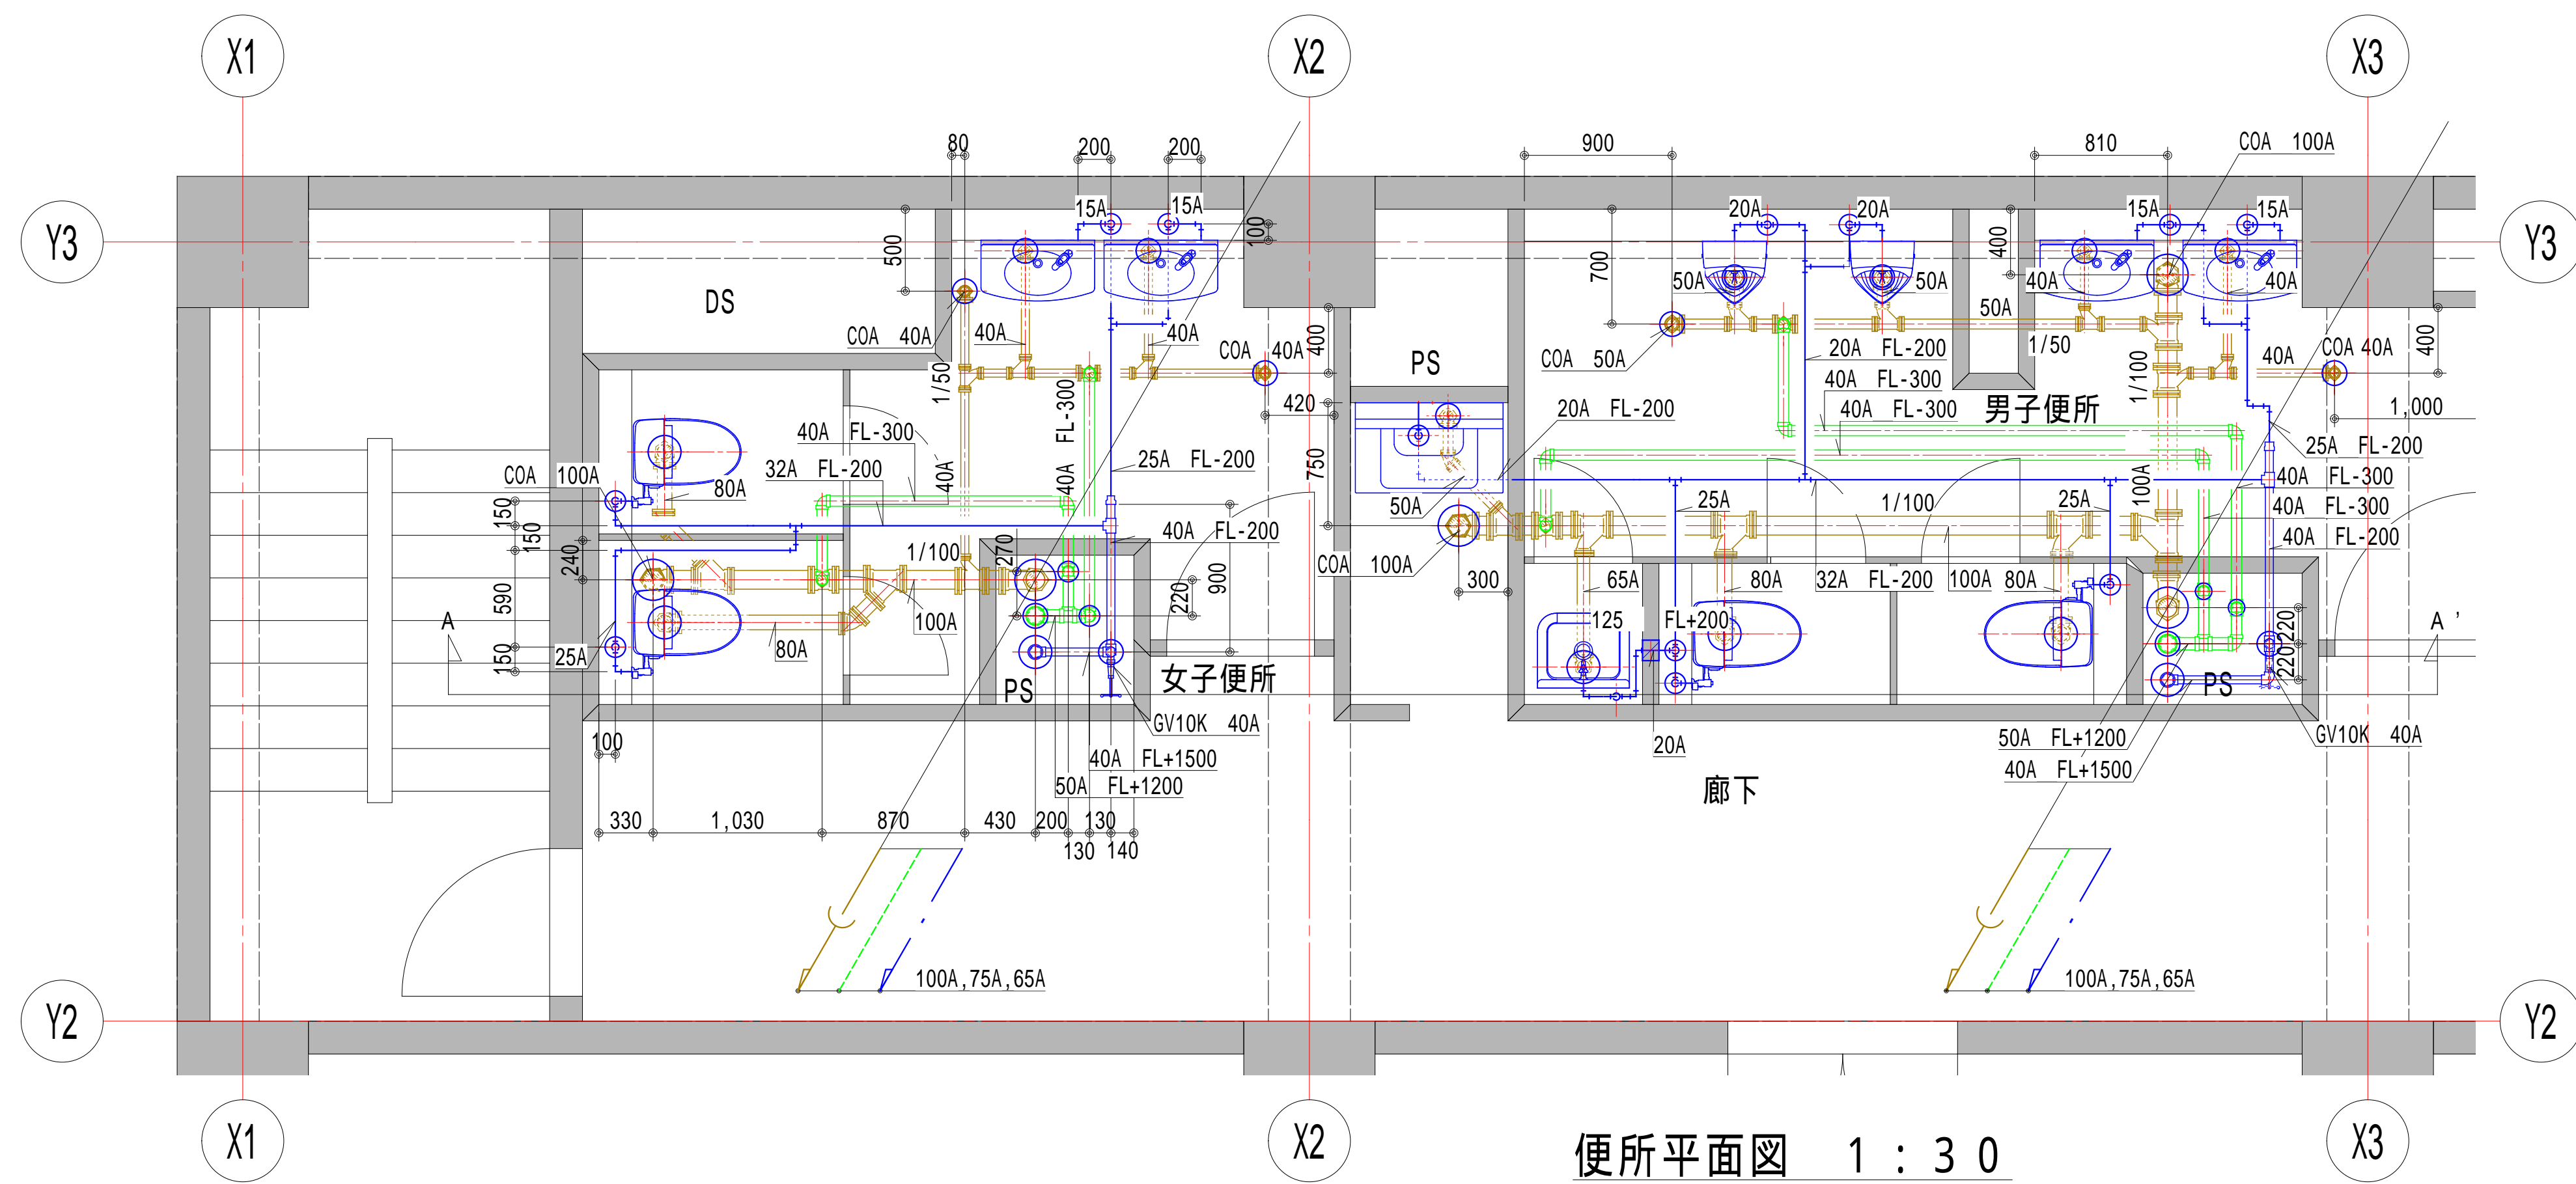 X1
X2
X3
80
200
200
900
810
COA 100A
15A
15A
20A
20A
15A
15A
Y3
Y3
500
100
700
400
DS
50A
50A
40A
40A
COA 40A
40A
40A
COA 40A
400
PS
COA 50A
50A
1/50
20A FL-200
40A FL-300
40A FL-300
1/100
40A
COA 40A
400
1/50
40A FL-300
420
20A FL-200
男子便所
1,000
40A FL-300
32A FL-200
40A
25A FL-200
750
25A FL-200
COA 100A
80A
50A
25A
1/100
25A
100A
40A FL-300
40A FL-300
40A FL-200
150
150
240
590
150
1/100
270
40A FL-200
900
220
COA 100A
300
65A
80A
32A FL-200
100A
80A
A
25A
80A
100A
125
FL+200
220
220
A'
PS
女子便所
PS
100
GV10K 40A
40A FL+1500
50A FL+1200
20A
50A FL+1200
40A FL+1500
GV10K 40A
廊下
330
1,030
870
430
200
130
130
140
100A,75A,65A
100A,75A,65A
Y2
Y2
X1
X2
X3
便所平面図 1:30